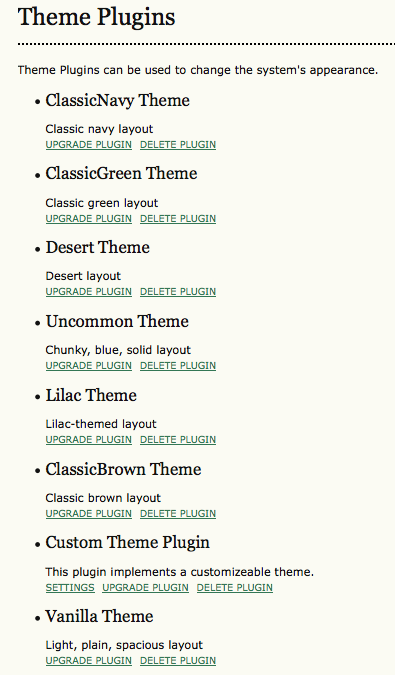 Theme Plugins
Theme Plugins can be used to change the system's appearance.
• ClassicNavy Theme
Classic navy layout
UPGRADE PLUGIN DELETE PLUGIN
• ClassicGreen Theme
Classic green layout
UPGRADE PLUGIN DELETE PLUGIN
• Desert Theme
Desert layout
UPGRADE PLUGIN DELETE PLUGIN
• Uncommon Theme
Chunky, blue, solid layout
UPGRADE PLUGIN DELETE PLUGIN
• Lilac Theme
Lilac-themed layout
UPGRADE PLUGIN DELETE PLUGIN
• ClassicBrown Theme
Classic brown layout
UPGRADE PLUGIN DELETE PLUGIN
• Custom Theme Plugin
This plugin implements a customizeable theme.
SETTINGS UPGRADE PLUGIN DELETE PLUGIN
• Vanilla Theme
Light, plain, spacious layout
UPGRADE PLUGIN DELETE PLUGIN